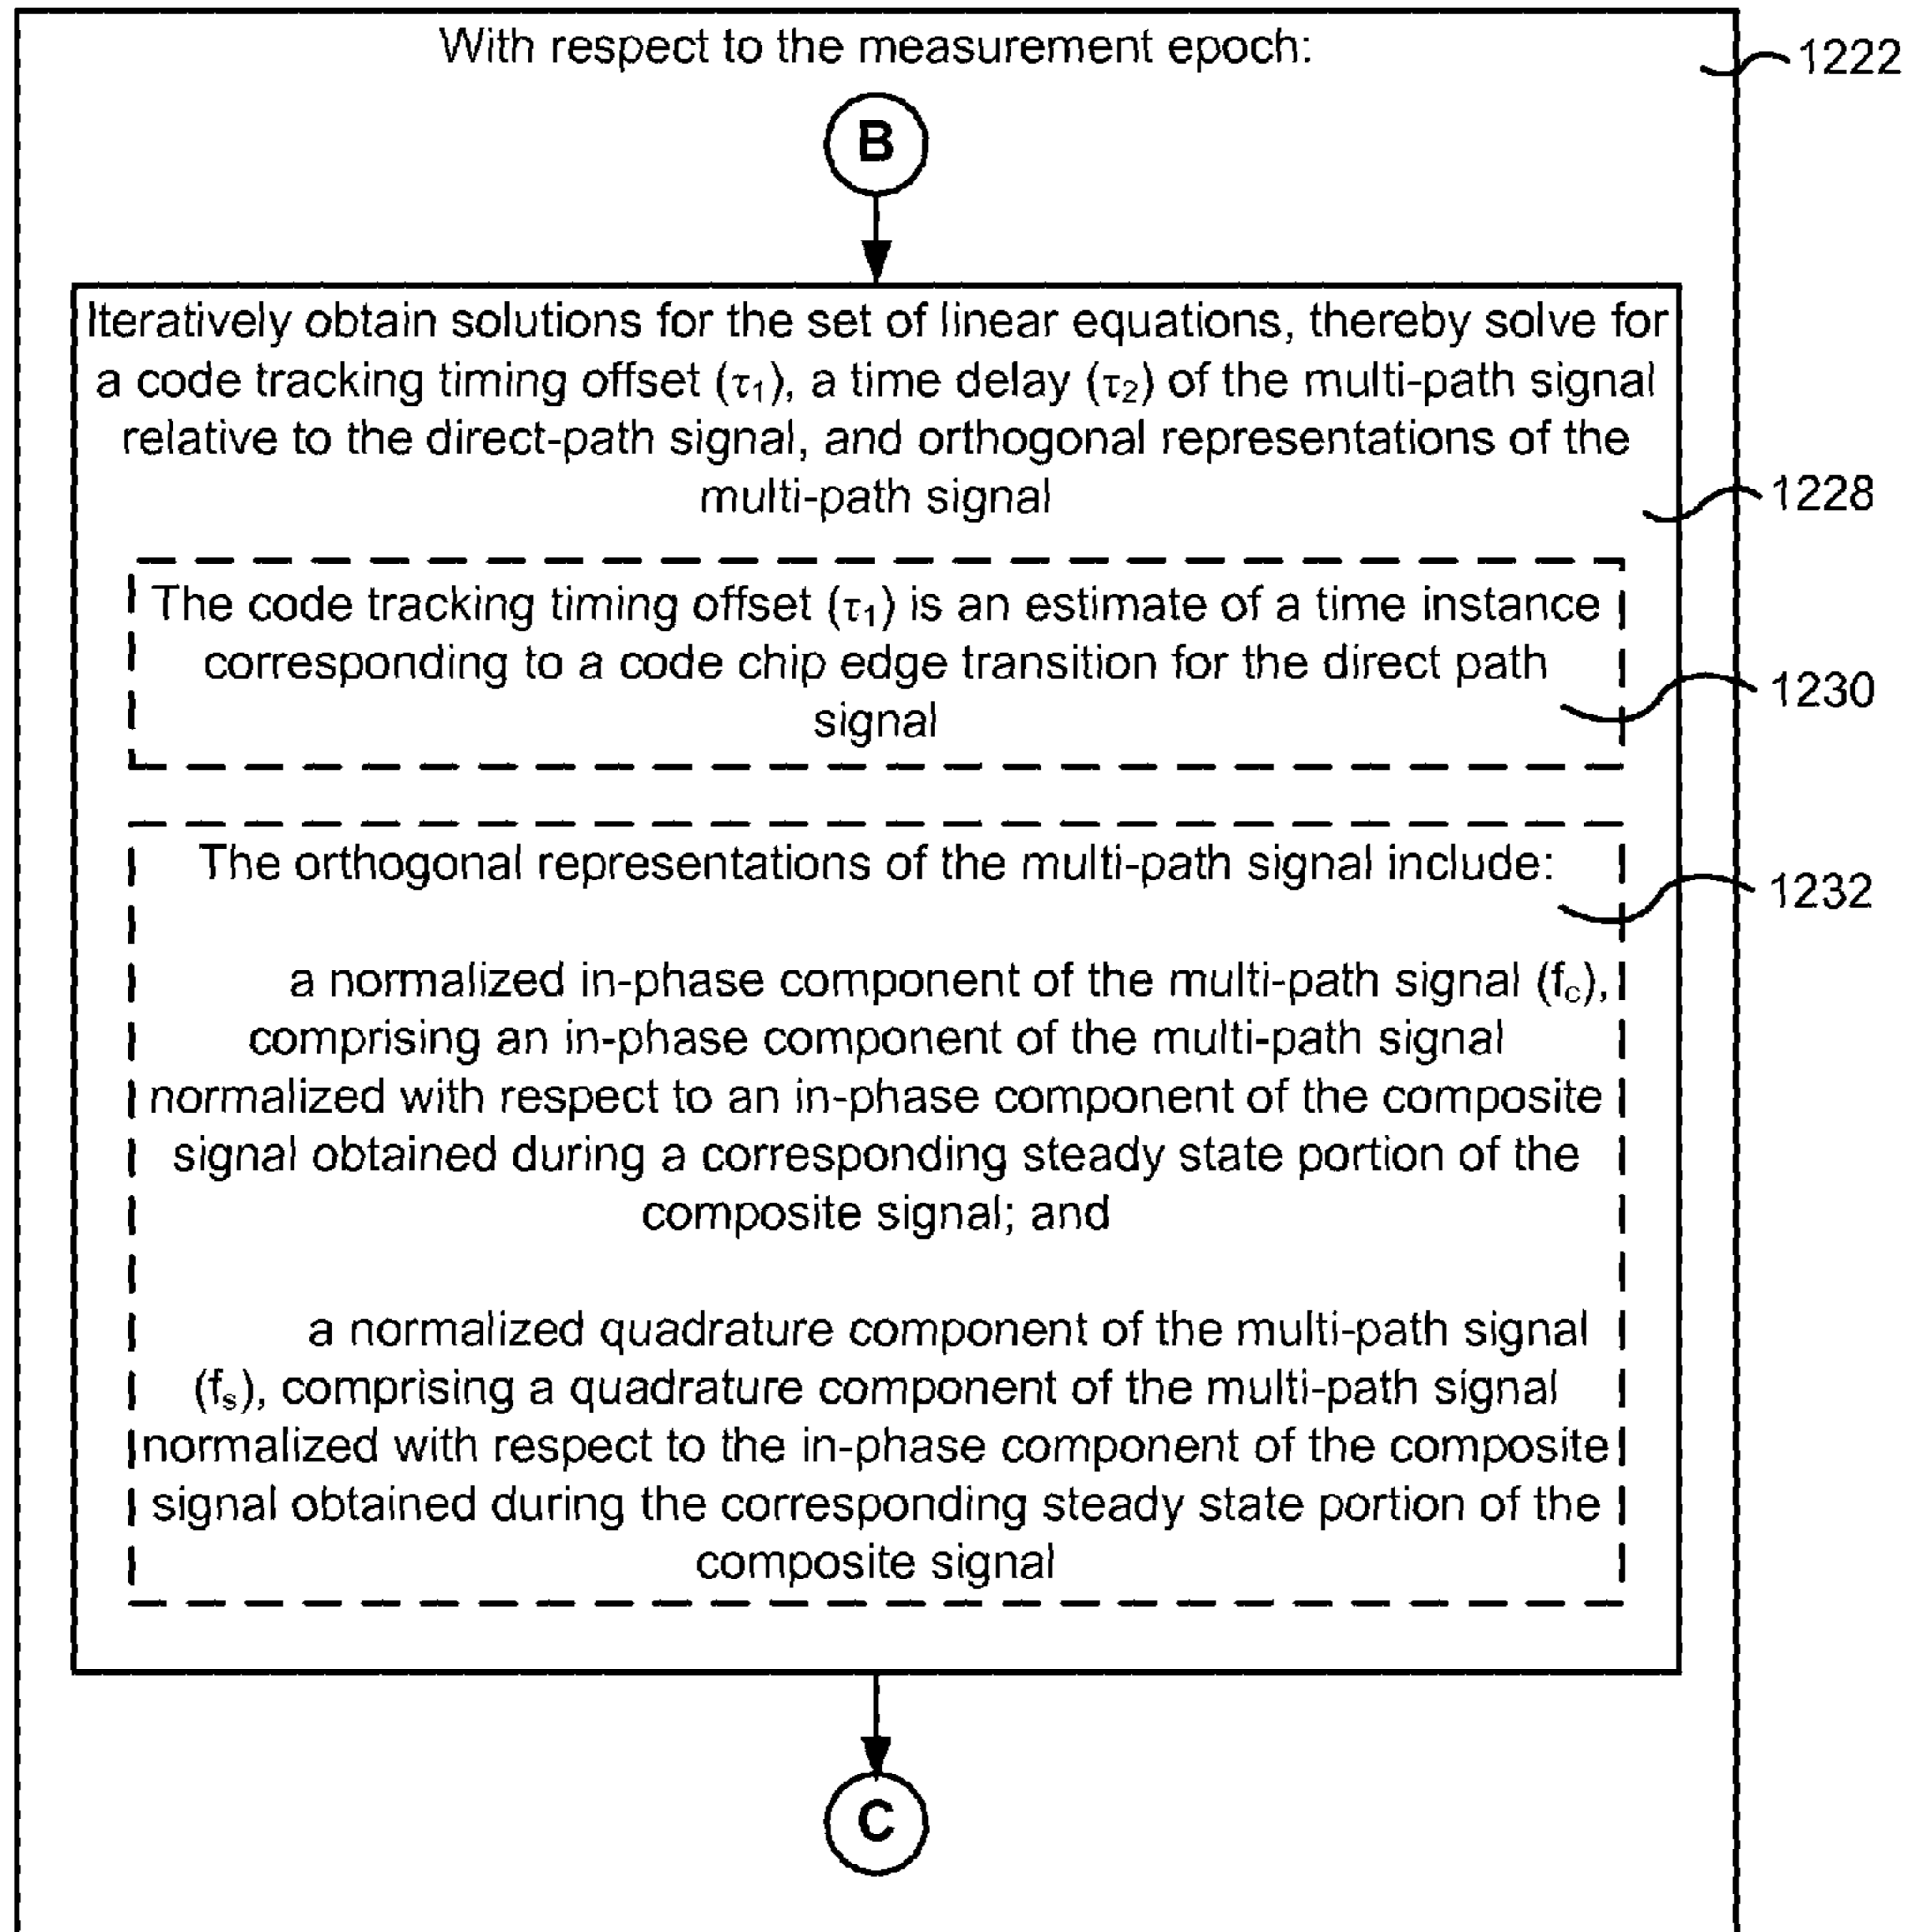 With respect to the measurement epoch:
1222
B
Iteratively obtain solutions for the set of linear equations, thereby solve for
a code tracking timing offset (τ₁), a time delay (τ₂) of the multi-path signal
relative to the direct-path signal, and orthogonal representations of the
multi-path signal
1228
The code tracking timing offset (τ₁) is an estimate of a time instance
corresponding to a code chip edge transition for the direct path
signal
1230
The orthogonal representations of the multi-path signal include:
1232
a normalized in-phase component of the multi-path signal (f꜀),
comprising an in-phase component of the multi-path signal
normalized with respect to an in-phase component of the composite
signal obtained during a corresponding steady state portion of the
composite signal; and
a normalized quadrature component of the multi-path signal
(fₛ), comprising a quadrature component of the multi-path signal
normalized with respect to the in-phase component of the composite
signal obtained during the corresponding steady state portion of the
composite signal
C